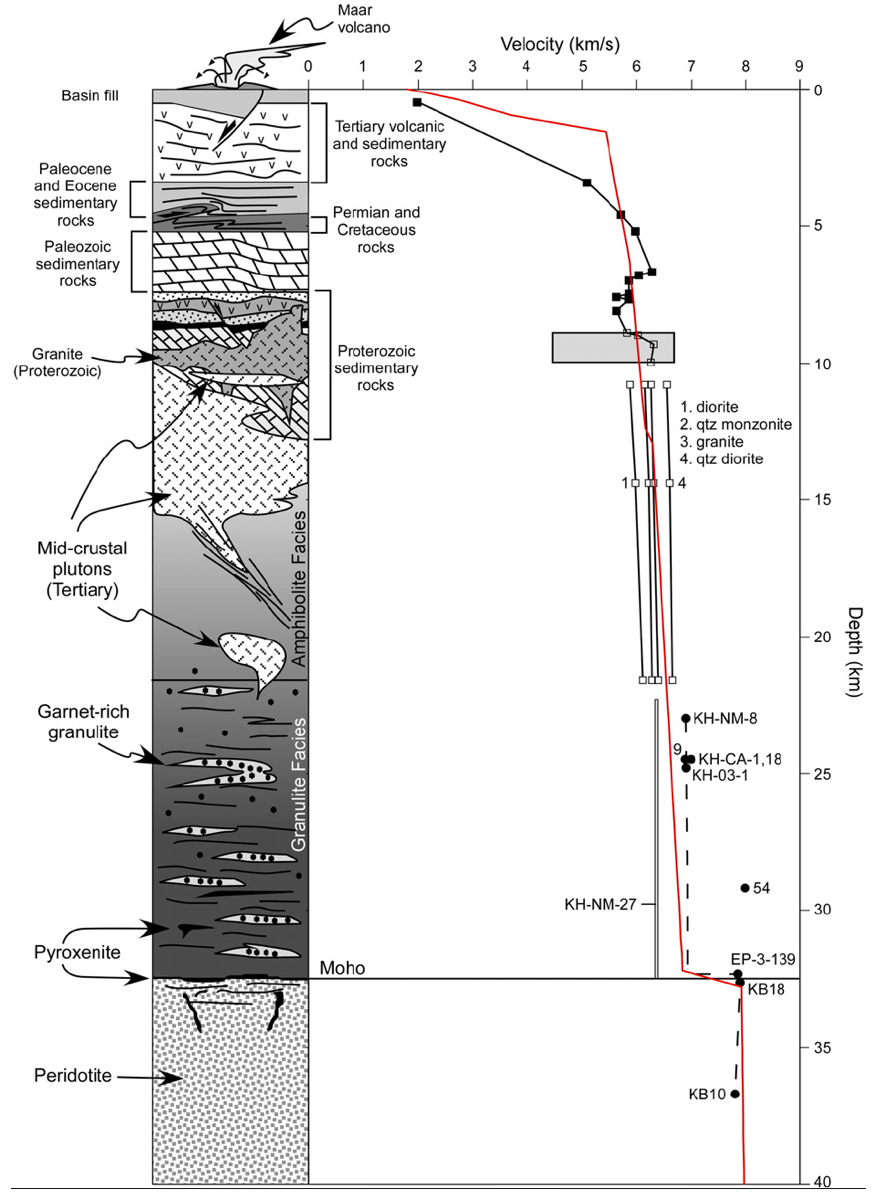 Maar
volcano
Velocity (km/s)
0 1 2 3 4 5 6 7 8 9
0
Basin fill
Tertiary volcanic
and sedimentary
rocks
Paleocene
and Eocene
sedimentary
rocks
Permian and
Cretaceous
rocks
5
Paleozoic
sedimentary
rocks
Granite
(Proterozoic)
Proterozoic
sedimentary
rocks
10
1. diorite
2. qtz monzonite
3. granite
4. qtz diorite
1 4
15
Mid-crustal
plutons
(Tertiary)
Amphibolite Facies
20
Depth (km)
Garnet-rich
granulite
Granulite Facies
KH-NM-8
9
KH-CA-1,18
KH-03-1
25
54
KH-NM-27
30
Pyroxenite
EP-3-139
Moho
KB18
35
Peridotite
KB10
40